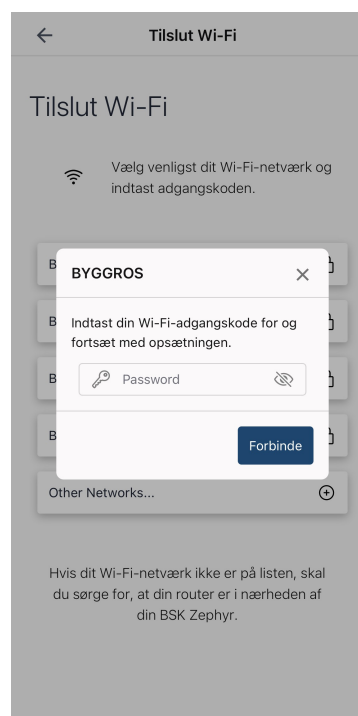 Tilslut Wi-Fi
Tilslut Wi-Fi
Vælg venligst dit Wi-Fi-netværk og
indtast adgangskoden.
B
BYGGROS
B
Indtast din Wi-Fi-adgangskode for og
fortsæt med opsætningen.
B
Password
B
Forbinde
Other Networks...
Hvis dit Wi-Fi-netværk ikke er på listen, skal
du sørge for, at din router er i nærheden af
din BSK Zephyr.